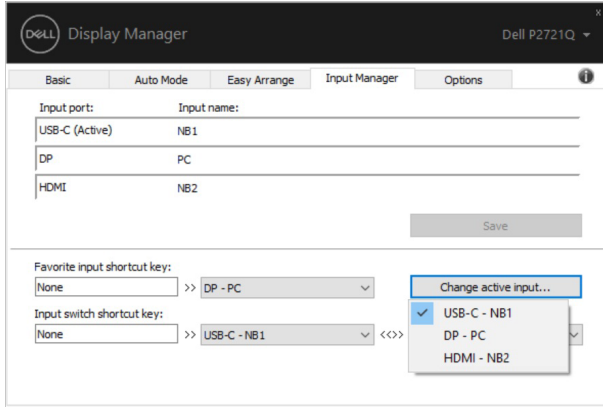 x
DELL Display Manager Dell P2721Q
Basic Auto Mode Easy Arrange Input Manager Options i
Input port: Input name:
USB-C (Active) NB1
DP PC
HDMI NB2
Save
Favorite input shortcut key:
None >> DP - PC Change active input...
Input switch shortcut key:
None >> USB-C - NB1 <<>>
USB-C - NB1
DP - PC
HDMI - NB2